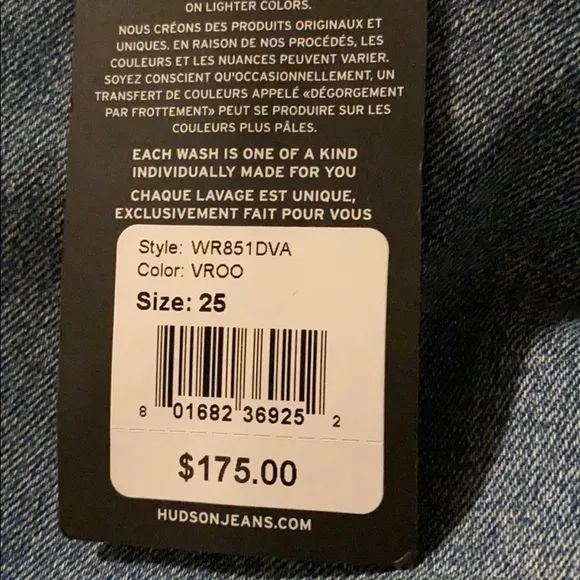 ON LIGHTER COLORS.
NOUS CRÉONS DES PRODUITS ORIGINAUX ET
UNIQUES. EN RAISON DE NOS PROCÉDÉS, LES
COULEURS ET LES NUANCES PEUVENT VARIER.
SOYEZ CONSCIENT QU'OCCASIONNELLEMENT, UN
TRANSFERT DE COULEURS APPELÉ «DÉGORGEMENT
PAR FROTTEMENT» PEUT SE PRODUIRE SUR LES
COULEURS PLUS PÂLES.
EACH WASH IS ONE OF A KIND
INDIVIDUALLY MADE FOR YOU
CHAQUE LAVAGE EST UNIQUE,
EXCLUSIVEMENT FAIT POUR VOUS
Style: WR851DVA
Color: VROO
Size: 25
8 01682 36925 2
$175.00
HUDSONJEANS.COM